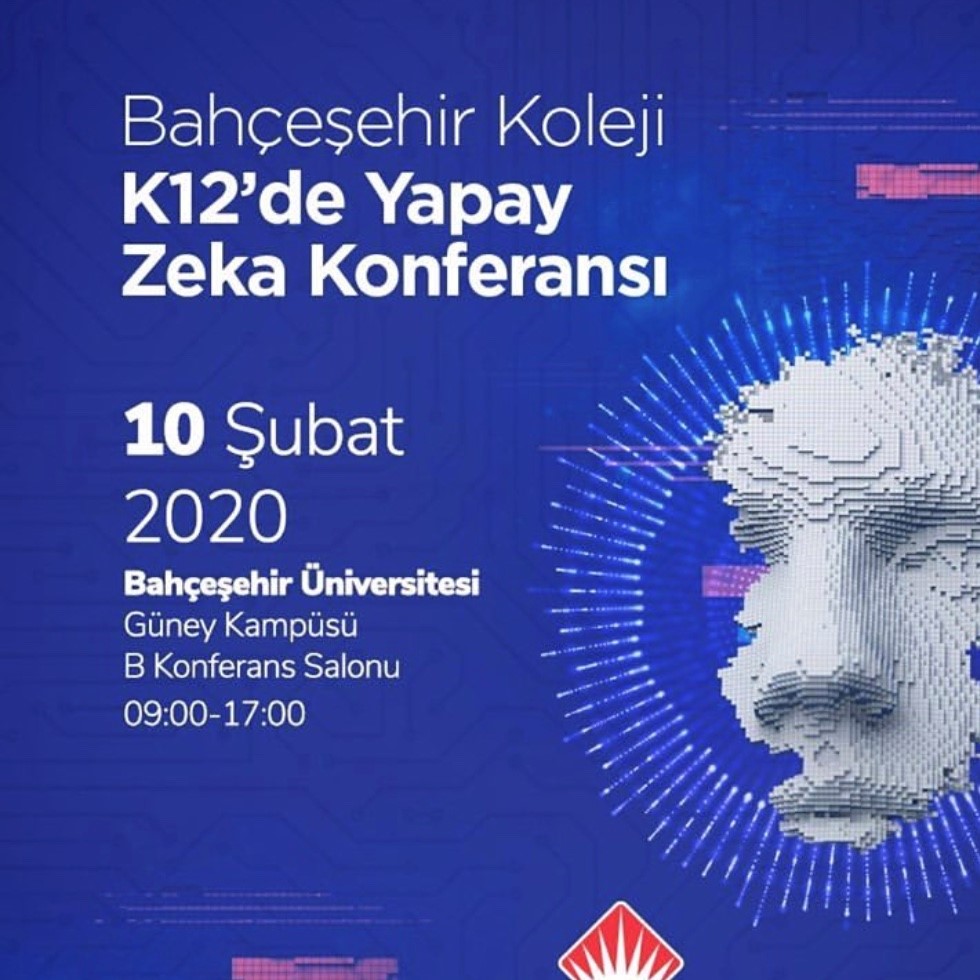 Bahçeşehir Koleji
K12’de Yapay
Zeka Konferansı
10 Şubat
2020
Bahçeşehir Üniversitesi
Güney Kampüsü
B Konferans Salonu
09:00-17:00